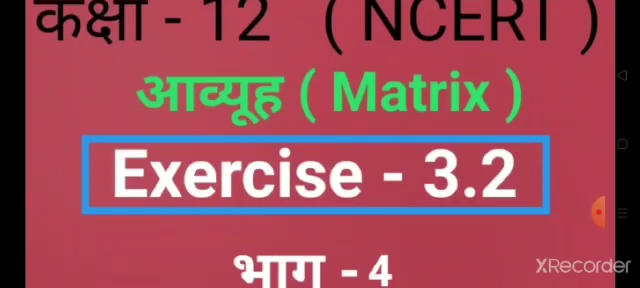 कक्षा - 12 ( NCERT )
आव्यूह ( Matrix )
Exercise - 3.2
भाग - 4
XRecorder